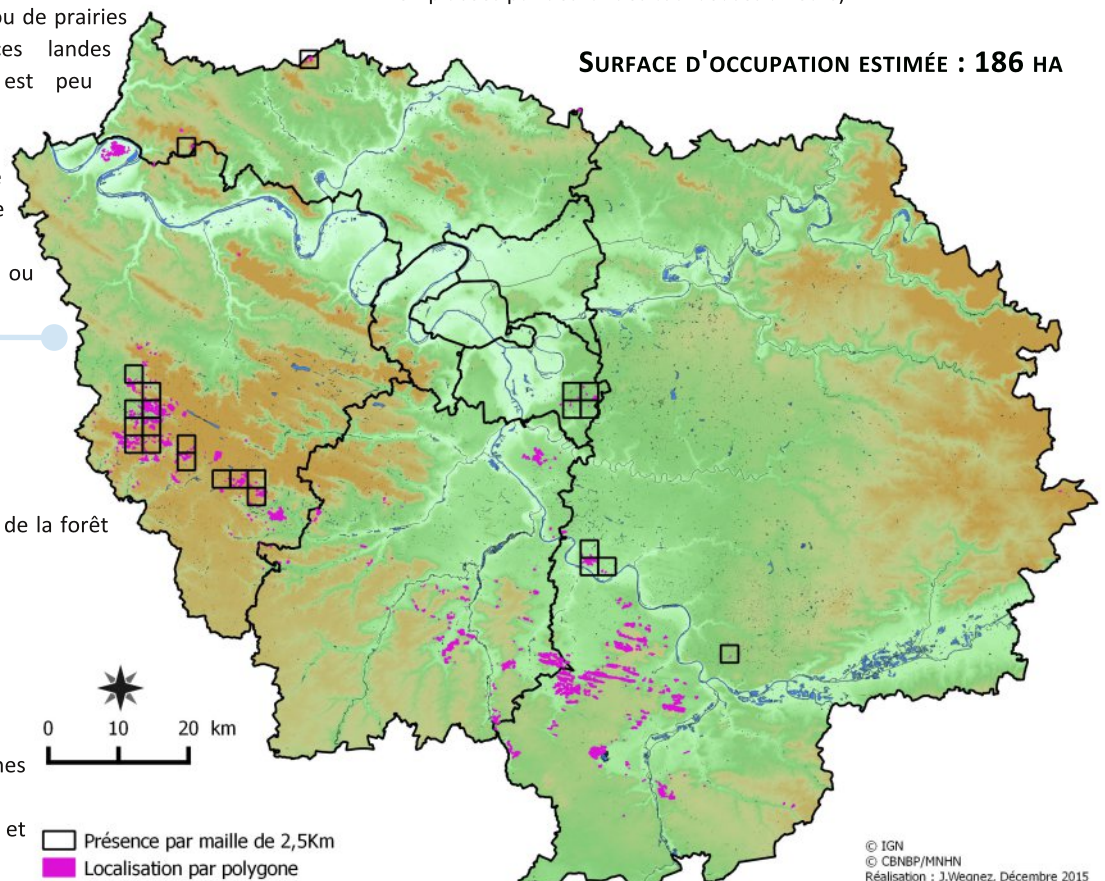 ou de prairies
ces landes
est peu
SURFACE D'OCCUPATION ESTIMÉE : 186 HA
ou
de la forêt
0 10 20 km
nes
et
Présence par maille de 2,5Km
Localisation par polygone
© IGN
© CBNBP/MNHN
Réalisation : J.Wegnez, Décembre 2015